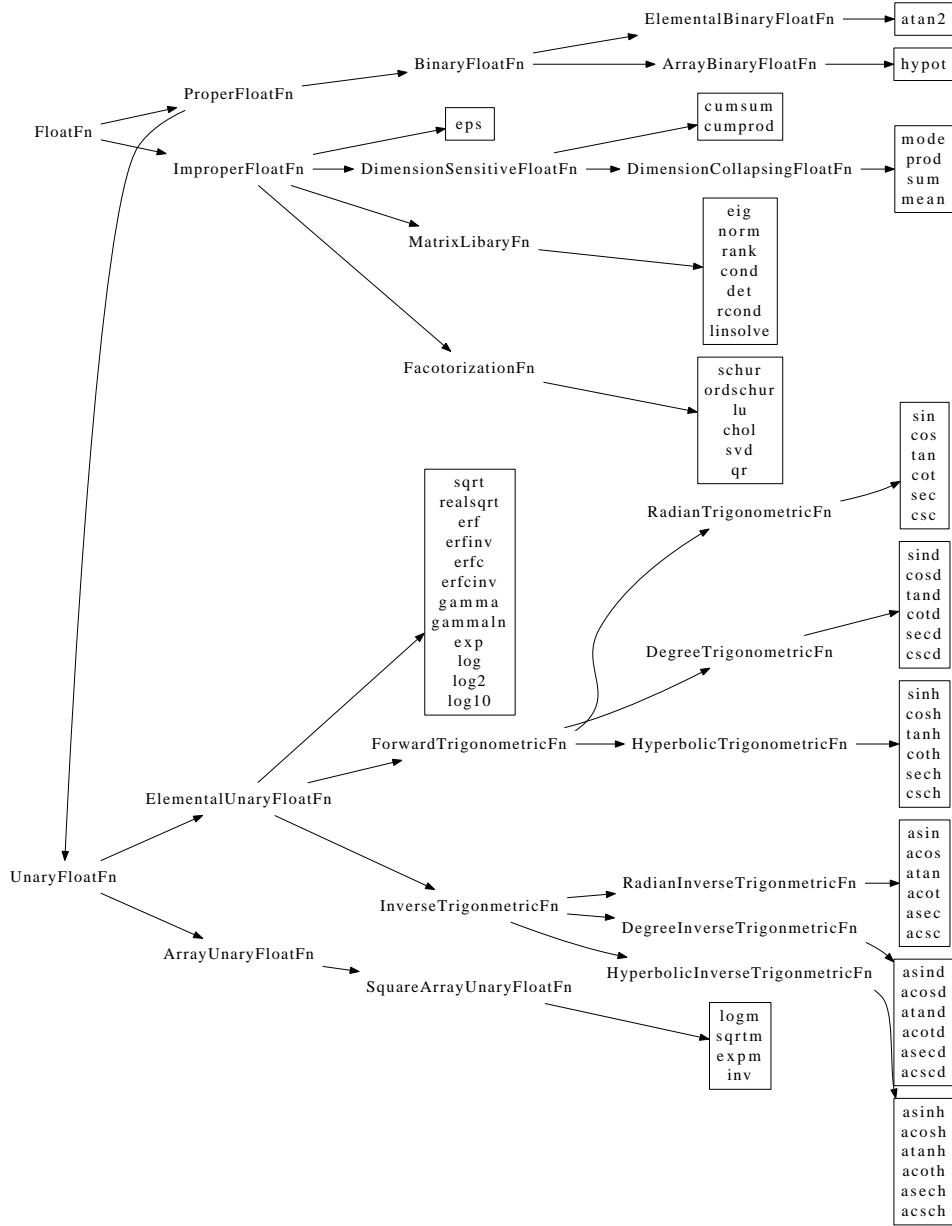 ElementalBinaryFloatFn
atan2
BinaryFloatFn
ArrayBinaryFloatFn
hypot
ProperFloatFn
FloatFn
eps
cumsum
cumprod
ImproperFloatFn
DimensionSensitiveFloatFn
DimensionCollapsingFloatFn
mode
prod
sum
mean
MatrixLibaryFn
eig
norm
rank
cond
det
rcond
linsolve
FacotorizationFn
schur
ordschur
lu
chol
svd
qr
sqrt
realsqrt
erf
erfinv
erfc
erfcinv
gamma
gammaln
exp
log
log2
log10
RadianTrigonometricFn
sin
cos
tan
cot
sec
csc
DegreeTrigonometricFn
sind
cosd
tand
cotd
secd
cscd
ForwardTrigonometricFn
HyperbolicTrigonometricFn
sinh
cosh
tanh
coth
sech
csch
ElementalUnaryFloatFn
UnaryFloatFn
InverseTrigonmetricFn
RadianInverseTrigonmetricFn
asin
acos
atan
acot
asec
acsc
DegreeInverseTrigonmetricFn
ArrayUnaryFloatFn
HyperbolicInverseTrigonmetricFn
asind
acosd
atand
acotd
asecd
acscd
SquareArrayUnaryFloatFn
logm
sqrtm
expm
inv
asinh
acosh
atanh
acoth
asech
acsch